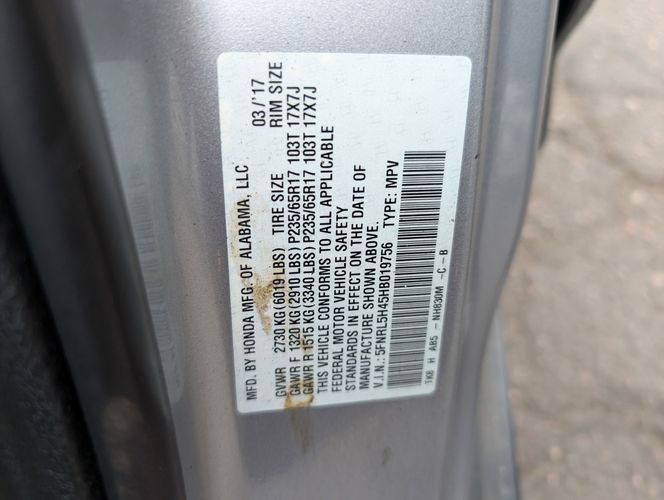 MFD. BY HONDA MFG. OF ALABAMA, LLC 03/'17
GVWR 2730 KG (6019 LBS) TIRE SIZE RIM SIZE
GAWR F 1320 KG (2910 LBS) P235/65R17 103T 17X7J
GAWR R 1515 KG (3340 LBS) P235/65R17 103T 17X7J
THIS VEHICLE CONFORMS TO ALL APPLICABLE
FEDERAL MOTOR VEHICLE SAFETY
STANDARDS IN EFFECT ON THE DATE OF
MANUFACTURE SHOWN ABOVE.
V.I.N.: 5FNRL5H45HB019756 TYPE: MPV
TK8 H AB5 - NH830M -C - B